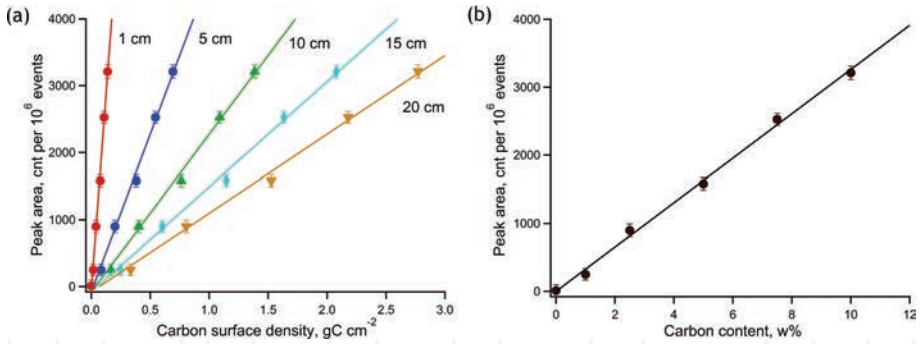 (a)
4000
3000
2000
1000
0
Peak area, cnt per 10⁶ events
1 cm
5 cm
10 cm
15 cm
20 cm
0.0 0.5 1.0 1.5 2.0 2.5 3.0
Carbon surface density, gC cm⁻²
(b)
4000
3000
2000
1000
0
Peak area, cnt per 10⁶ events
0 2 4 6 8 10 12
Carbon content, w%